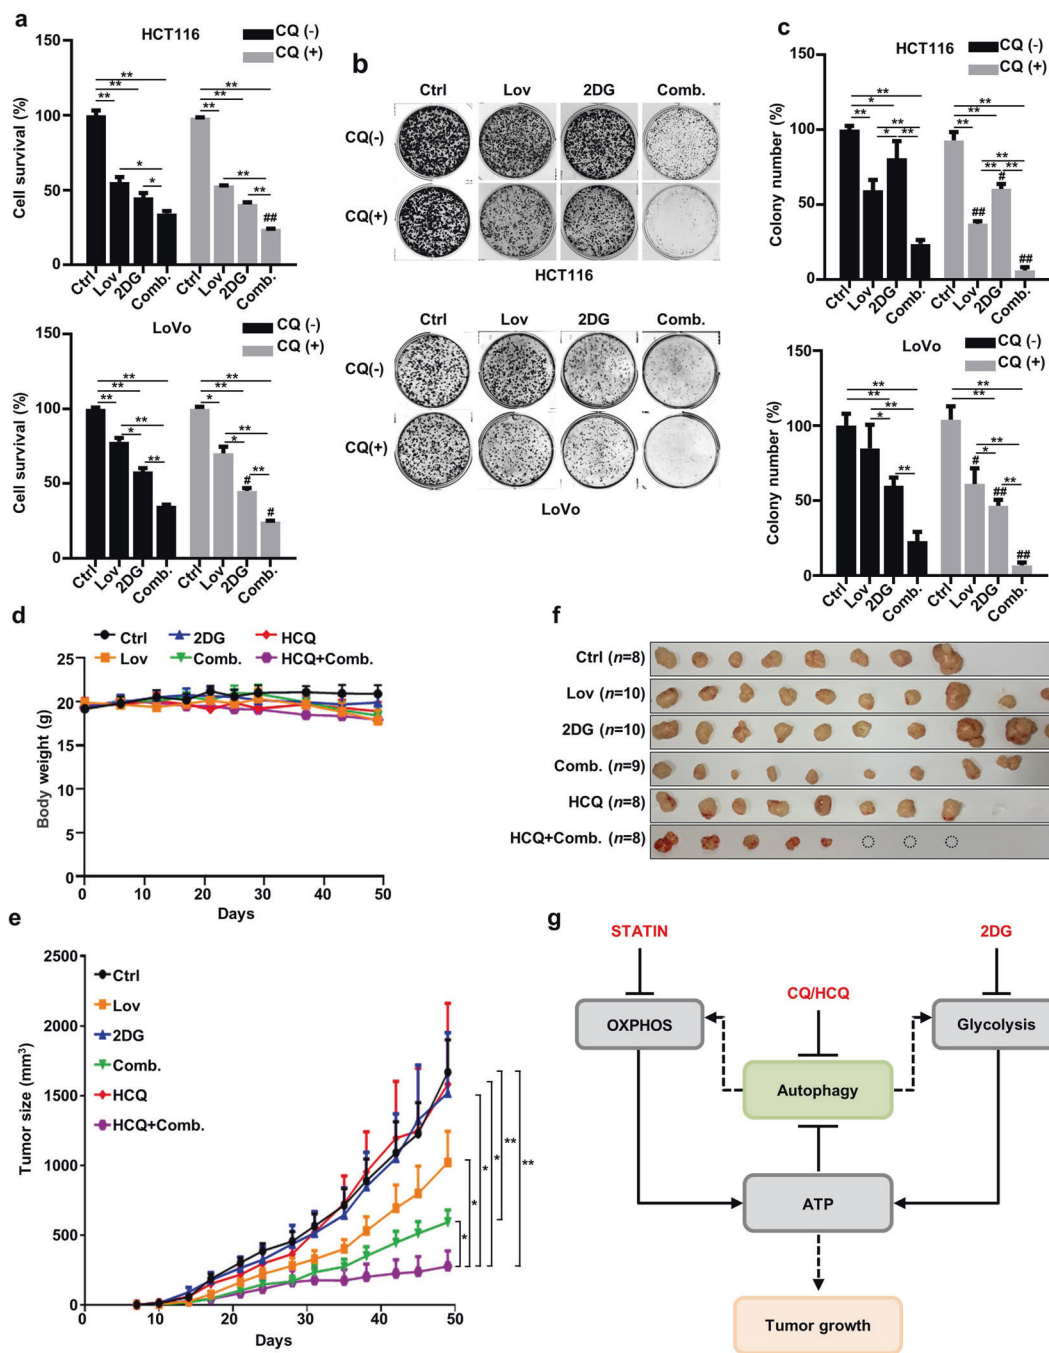 a
HCT116
CQ (-)
CQ (+)
Cell survival (%)
150
100
50
0
** ** ** * * ** ** ** ** ** ##
Ctrl Lov 2DG Comb. Ctrl Lov 2DG Comb.
LoVo
CQ (-)
CQ (+)
Cell survival (%)
150
100
50
0
** ** ** ** * ** ** ** * ** * ** # #
Ctrl Lov 2DG Comb. Ctrl Lov 2DG Comb.
b
Ctrl Lov 2DG Comb.
CQ(-)
CQ(+)
HCT116
Ctrl Lov 2DG Comb.
CQ(-)
CQ(+)
LoVo
c
HCT116
CQ (-)
CQ (+)
Colony number (%)
150
100
50
0
** * ** ** * ** ** ** ** ** ** ** # ## ##
Ctrl Lov 2DG Comb. Ctrl Lov 2DG Comb.
LoVo
CQ (-)
CQ (+)
Colony number (%)
150
100
50
0
** ** ** * ** ** ** ** * ** # ## ##
Ctrl Lov 2DG Comb. Ctrl Lov 2DG Comb.
d
Ctrl 2DG HCQ
Lov Comb. HCQ+Comb.
Body weight (g)
25
20
15
10
5
0
0 10 20 30 40 50
Days
e
Tumor size (mm³)
2500
2000
1500
1000
500
0
Ctrl
Lov
2DG
Comb.
HCQ
HCQ+Comb.
* * * * ** **
0 10 20 30 40 50
Days
f
Ctrl (n=8)
Lov (n=10)
2DG (n=10)
Comb. (n=9)
HCQ (n=8)
HCQ+Comb. (n=8)
g
STATIN
2DG
CQ/HCQ
OXPHOS
Glycolysis
Autophagy
ATP
Tumor growth